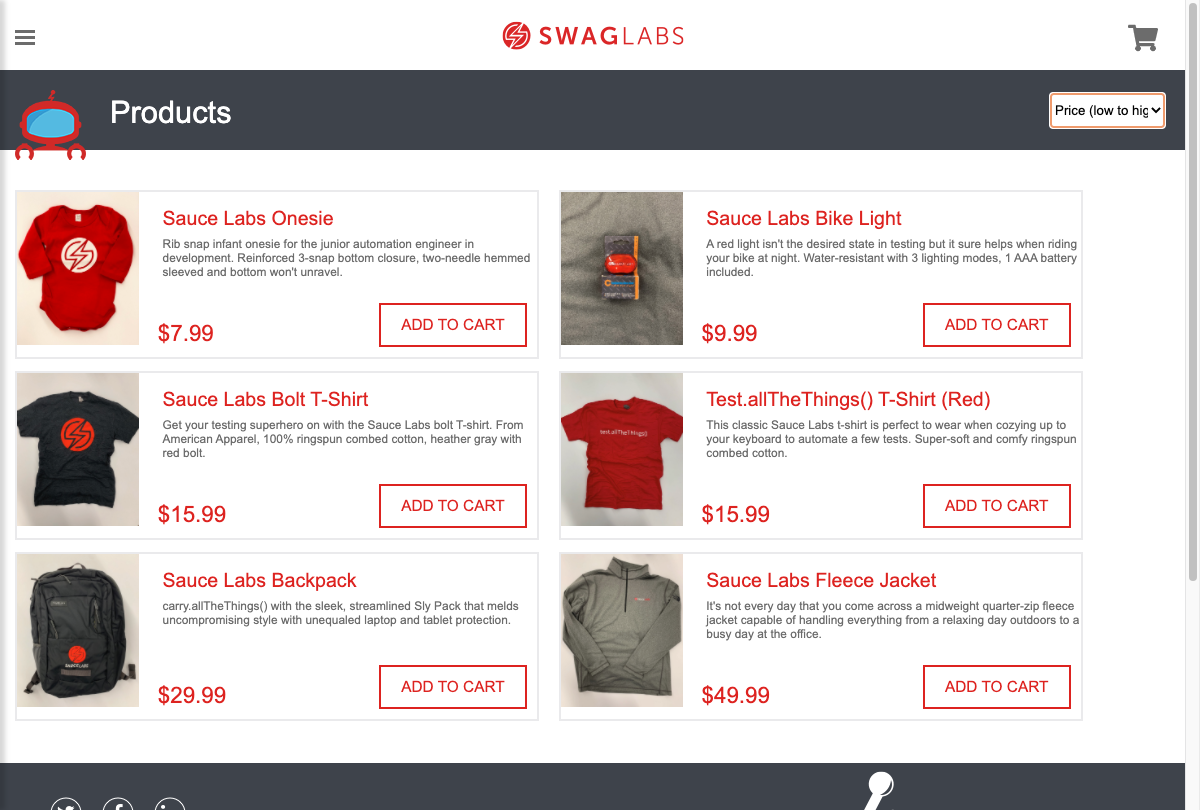 SWAGLABS
Products
Price (low to hig
Sauce Labs Onesie
Rib snap infant onesie for the junior automation engineer in
development. Reinforced 3-snap bottom closure, two-needle hemmed
sleeved and bottom won't unravel.
$7.99
ADD TO CART
Sauce Labs Bike Light
A red light isn't the desired state in testing but it sure helps when riding
your bike at night. Water-resistant with 3 lighting modes, 1 AAA battery
included.
$9.99
ADD TO CART
Sauce Labs Bolt T-Shirt
Get your testing superhero on with the Sauce Labs bolt T-shirt. From
American Apparel, 100% ringspun combed cotton, heather gray with
red bolt.
$15.99
ADD TO CART
test.allTheThings()
Test.allTheThings() T-Shirt (Red)
This classic Sauce Labs t-shirt is perfect to wear when cozying up to
your keyboard to automate a few tests. Super-soft and comfy ringspun
combed cotton.
$15.99
ADD TO CART
SAUCELABS
Sauce Labs Backpack
carry.allTheThings() with the sleek, streamlined Sly Pack that melds
uncompromising style with unequaled laptop and tablet protection.
$29.99
ADD TO CART
Sauce Labs Fleece Jacket
It's not every day that you come across a midweight quarter-zip fleece
jacket capable of handling everything from a relaxing day outdoors to a
busy day at the office.
$49.99
ADD TO CART